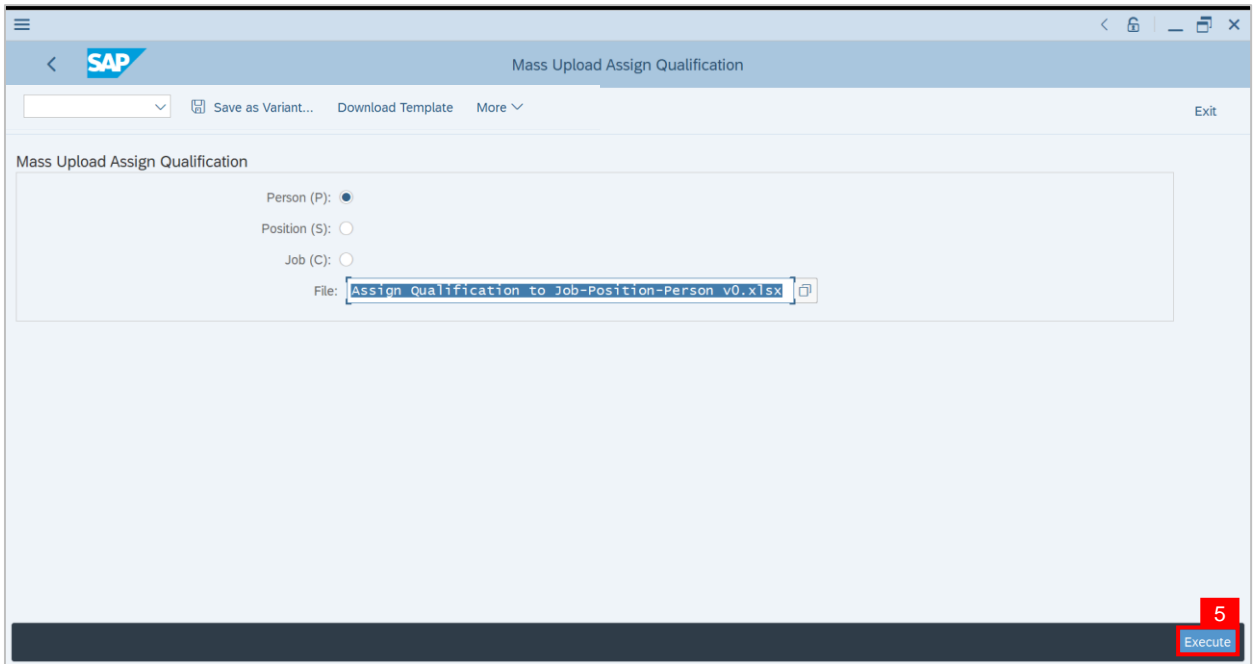 SAP
Mass Upload Assign Qualification
Save as Variant... Download Template More Exit
Mass Upload Assign Qualification
Person (P):
Position (S):
Job (C):
File: Assign Qualification to Job-Position-Person v0.xlsx
5
Execute